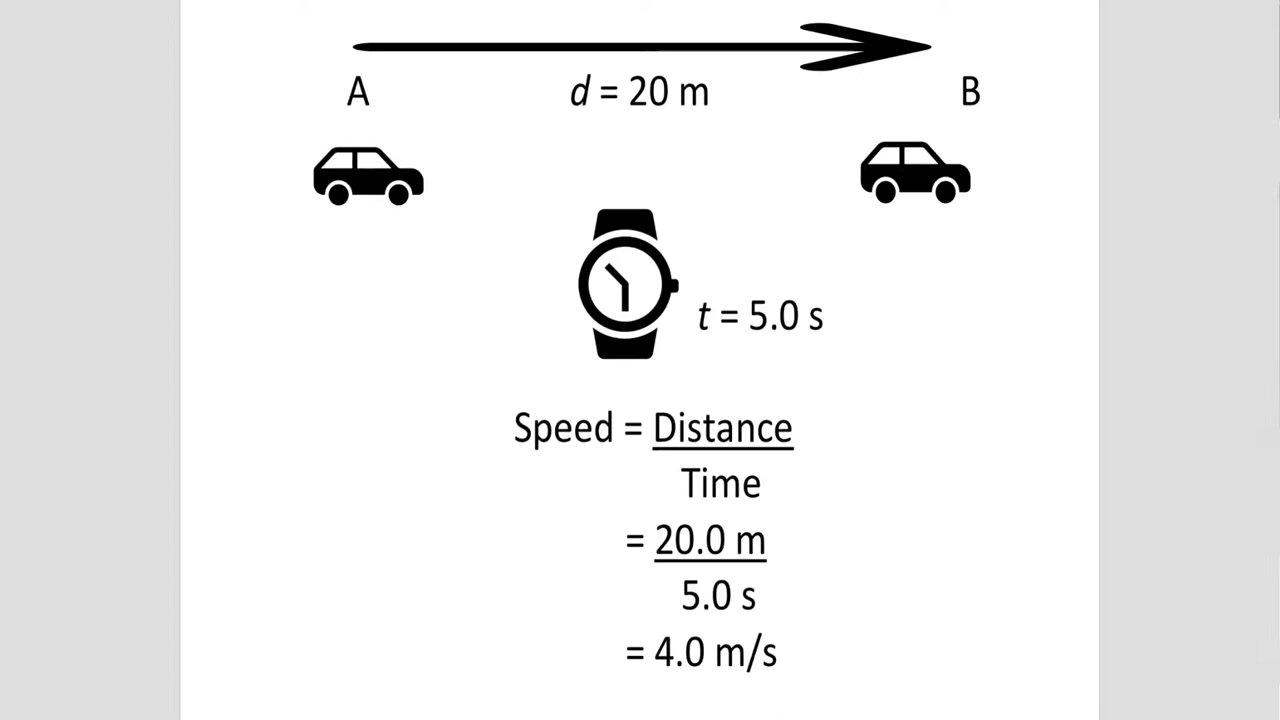 A d = 20 m B
t = 5.0 s
Speed = Distance
Time
= 20.0 m
5.0 s
= 4.0 m/s